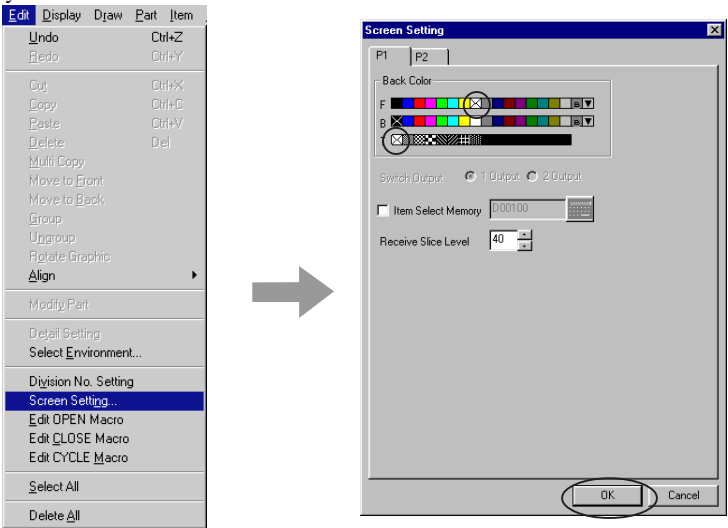 Edit Display Draw Part Item
Undo Ctrl+Z
Redo Ctrl+Y
Cut Ctrl+X
Copy Ctrl+C
Paste Ctrl+V
Delete Del
Multi Copy
Move to Front
Move to Back
Group
Ungroup
Rotate Graphic
Align
Modify Part
Detail Setting
Select Environment...
Division No. Setting
Screen Setting...
Edit OPEN Macro
Edit CLOSE Macro
Edit CYCLE Macro
Select All
Delete All
Screen Setting
P1 P2
Back Color
F B
B B
T
Switch Output 1 Output 2 Output
Item Select Memory D00100
Receive Slice Level 40
OK Cancel